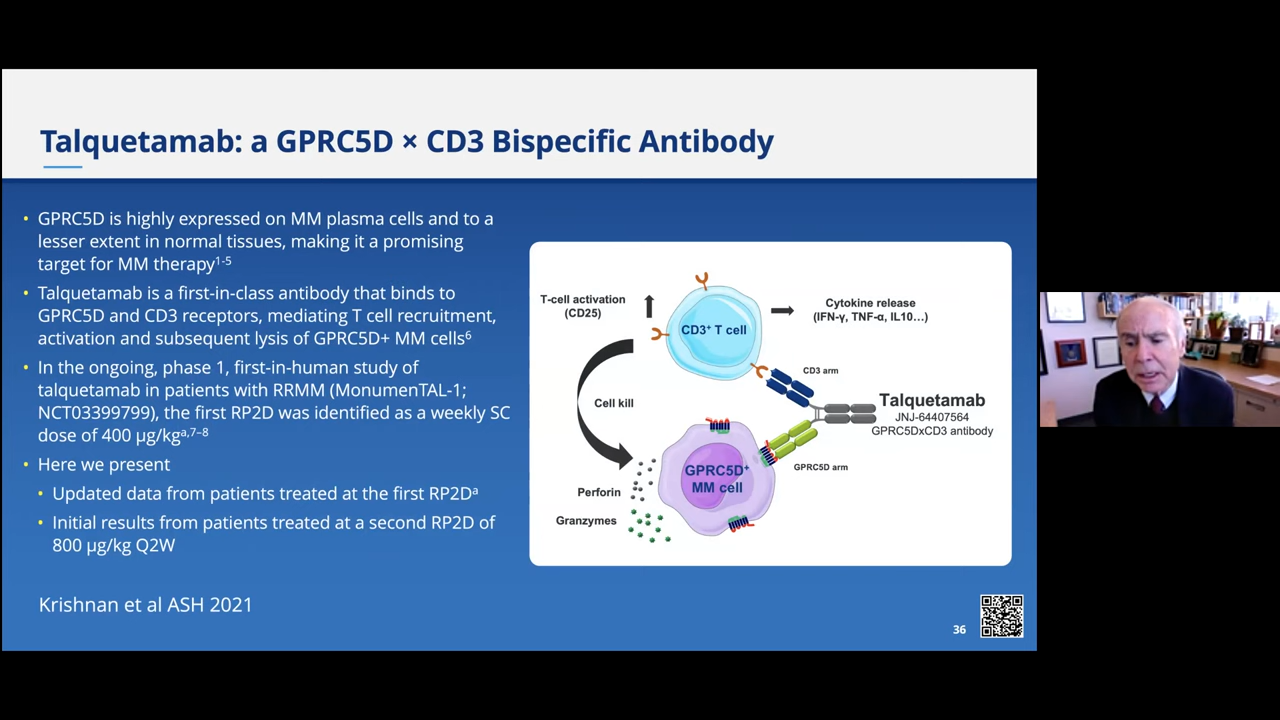 Talquetamab: a GPRC5D × CD3 Bispecific Antibody
• GPRC5D is highly expressed on MM plasma cells and to a
lesser extent in normal tissues, making it a promising
target for MM therapy1-5
• Talquetamab is a first-in-class antibody that binds to
GPRC5D and CD3 receptors, mediating T cell recruitment,
activation and subsequent lysis of GPRC5D+ MM cells6
• In the ongoing, phase 1, first-in-human study of
talquetamab in patients with RRMM (MonumenTAL-1;
NCT03399799), the first RP2D was identified as a weekly SC
dose of 400 µg/kga,7–8
• Here we present
• Updated data from patients treated at the first RP2Da
• Initial results from patients treated at a second RP2D of
800 µg/kg Q2W
Krishnan et al ASH 2021
T-cell activation
(CD25)
CD3+ T cell
Cytokine release
(IFN-γ, TNF-α, IL10…)
CD3 arm
Talquetamab
JNJ-64407564
GPRC5DxCD3 antibody
Cell kill
GPRC5D arm
GPRC5D+
MM cell
Perforin
Granzymes
36